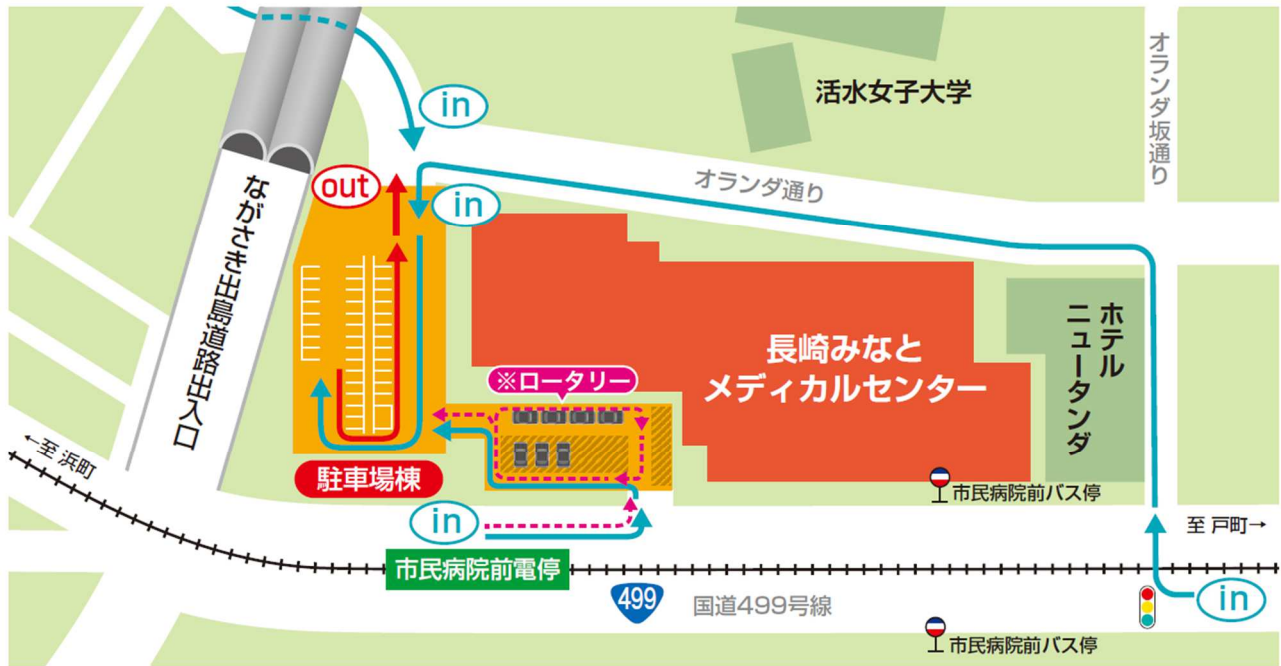 in
活水女子大学
オランダ坂通り
out
in
オランダ通り
ながさき出島道路出入口
長崎みなと
メディカルセンター
ホテル
ニュータンダ
※ロータリー
←至 浜町
駐車場棟
市民病院前バス停
in
至 戸町→
市民病院前電停
499
国道499号線
in
市民病院前バス停